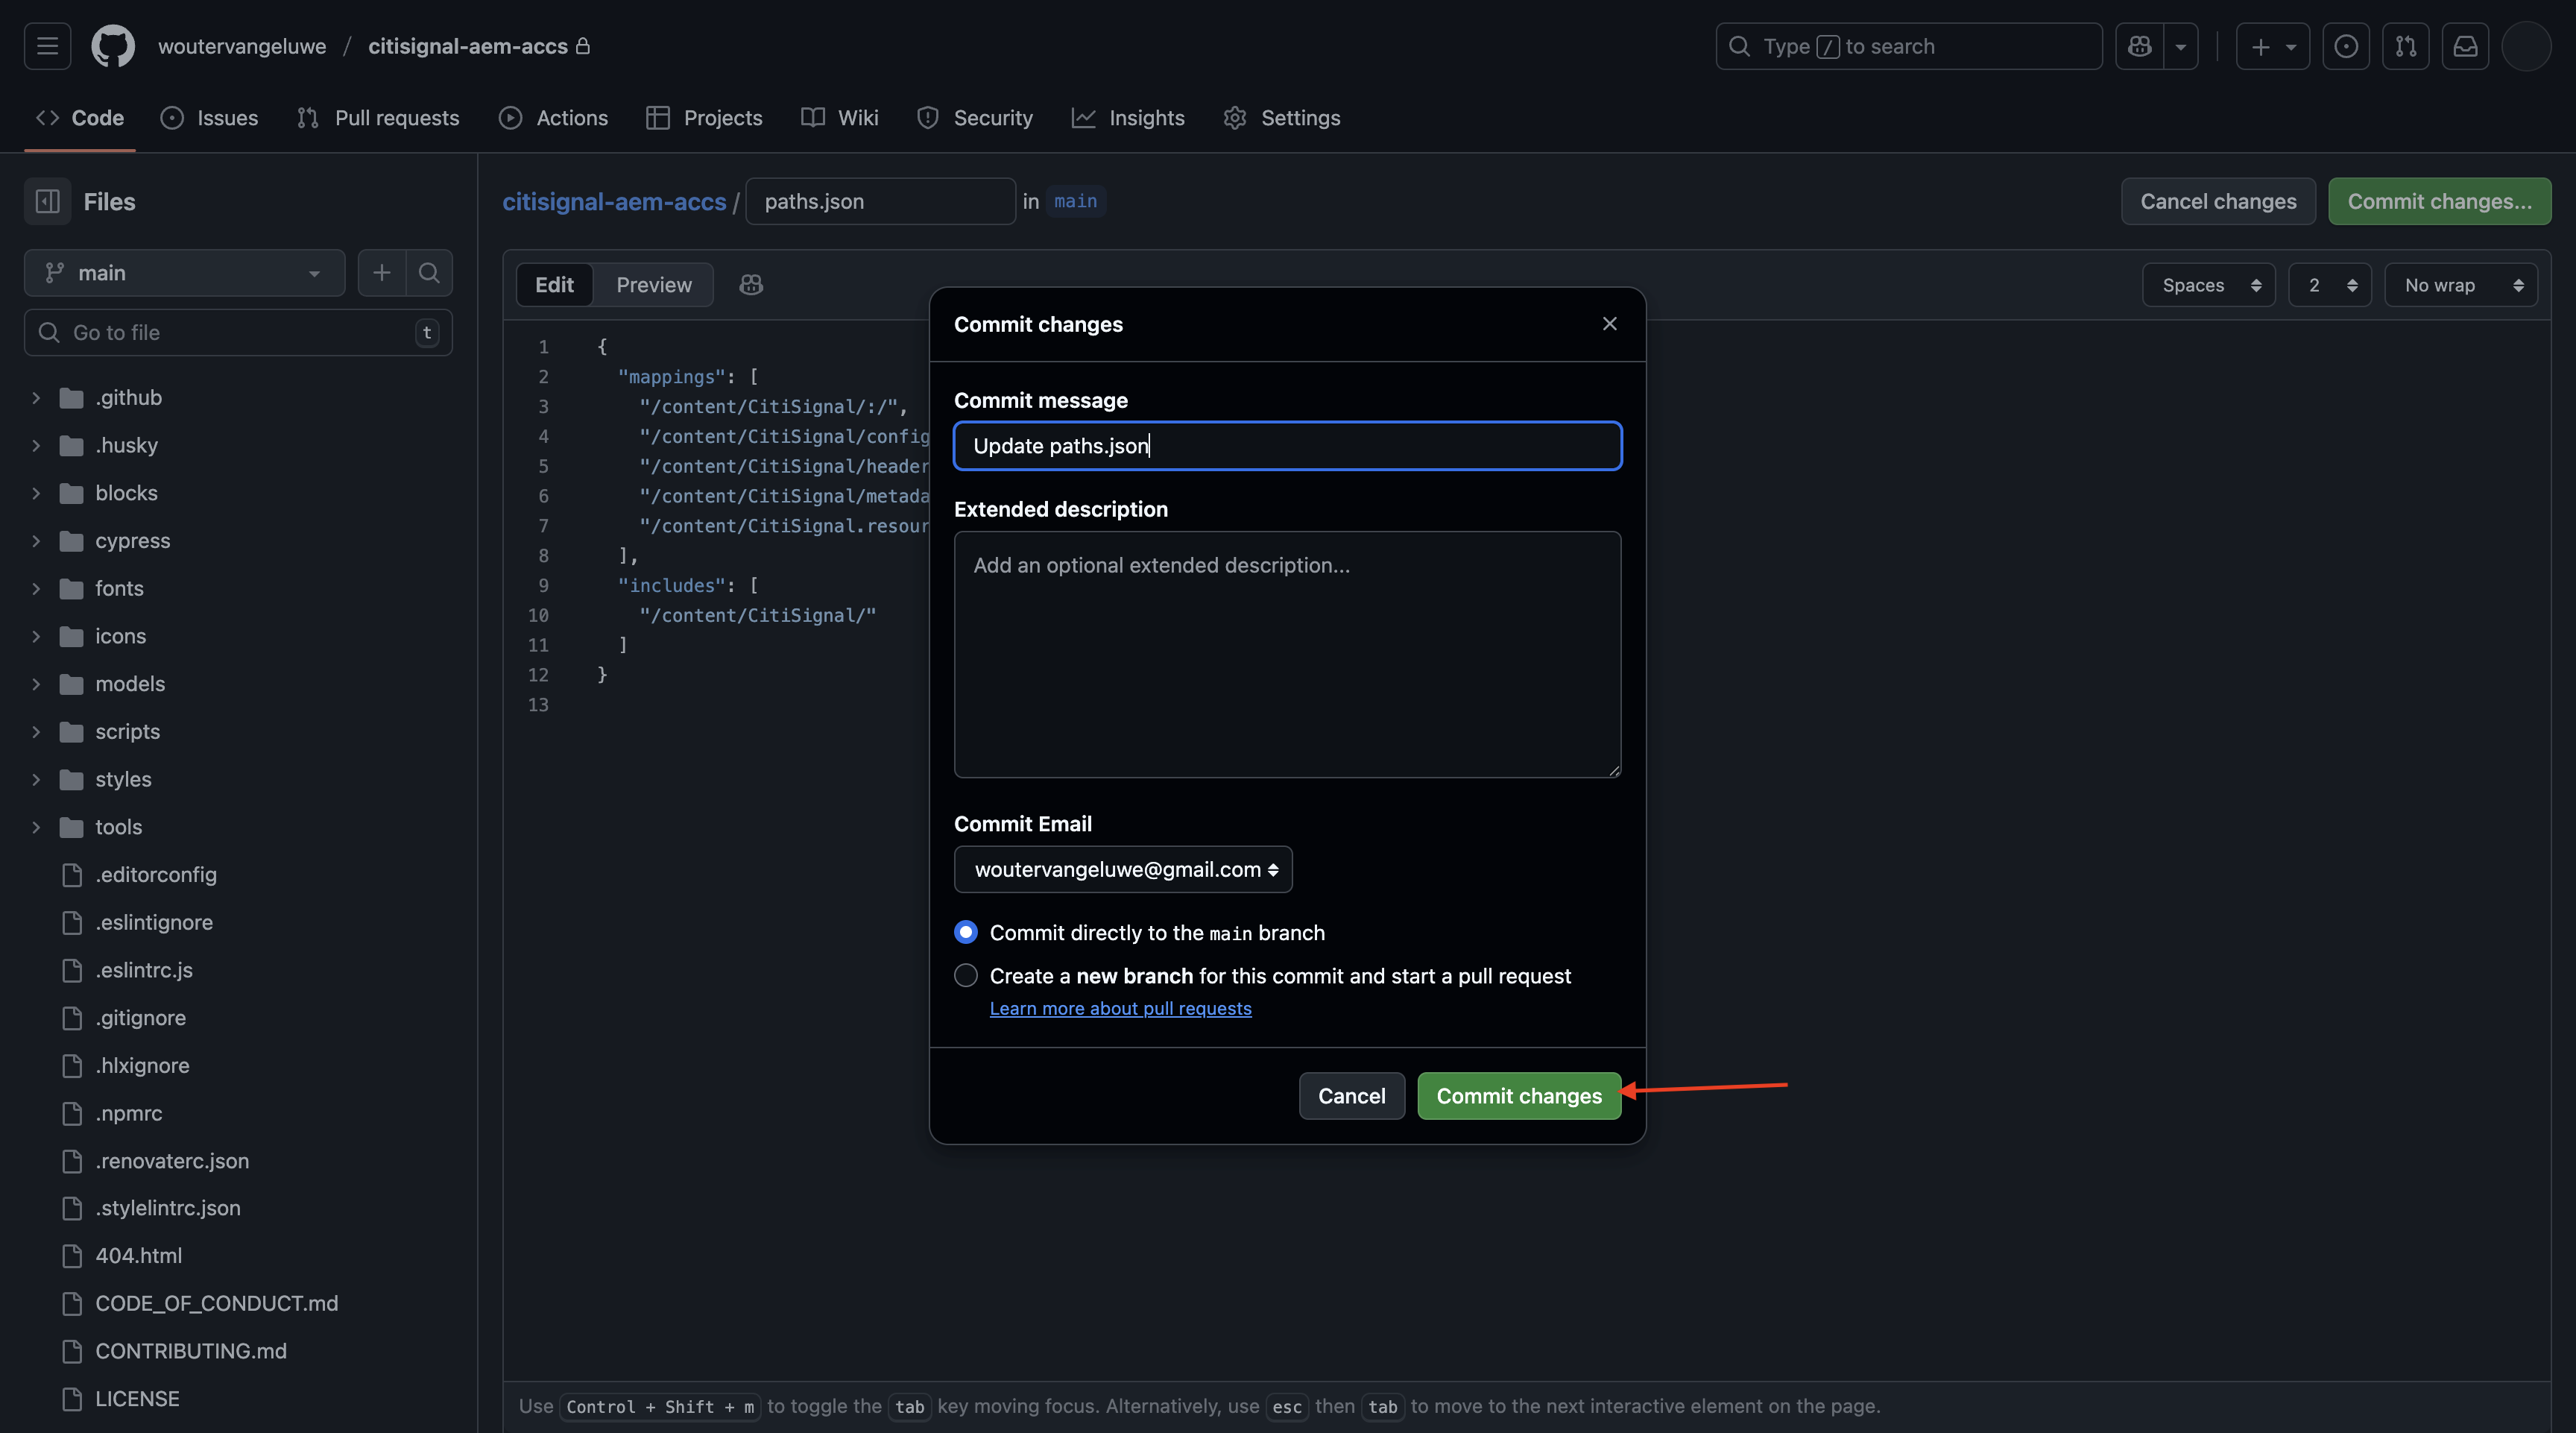 woutervangeluwe / citisignal-aem-accs
Type / to search
Code Issues Pull requests Actions Projects Wiki Security Insights Settings
Files
main
Go to file t
.github
.husky
blocks
cypress
fonts
icons
models
scripts
styles
tools
.editorconfig
.eslintignore
.eslintrc.js
.gitignore
.hlxignore
.npmrc
.renovaterc.json
.stylelintrc.json
404.html
CODE_OF_CONDUCT.md
CONTRIBUTING.md
LICENSE
citisignal-aem-accs / paths.json in main
Cancel changes Commit changes...
Edit Preview
Spaces 2 No wrap
1 {
2 "mappings": [
3 "/content/CitiSignal/:/",
4 "/content/CitiSignal/config
5 "/content/CitiSignal/header
6 "/content/CitiSignal/metada
7 "/content/CitiSignal.resour
8 ],
9 "includes": [
10 "/content/CitiSignal/"
11 ]
12 }
13
Commit changes
Commit message
Update paths.json
Extended description
Add an optional extended description...
Commit Email
woutervangeluwe@gmail.com
Commit directly to the main branch
Create a new branch for this commit and start a pull request
Learn more about pull requests
Cancel Commit changes
Use Control + Shift + m to toggle the tab key moving focus. Alternatively, use esc then tab to move to the next interactive element on the page.